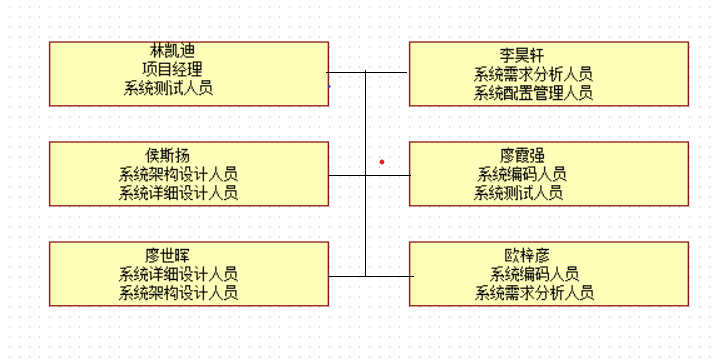 林凯迪
项目经理
系统测试人员
李昊轩
系统需求分析人员
系统配置管理人员
侯斯扬
系统架构设计人员
系统详细设计人员
廖霞强
系统编码人员
系统测试人员
廖世晖
系统详细设计人员
系统架构设计人员
欧梓彦
系统编码人员
系统需求分析人员